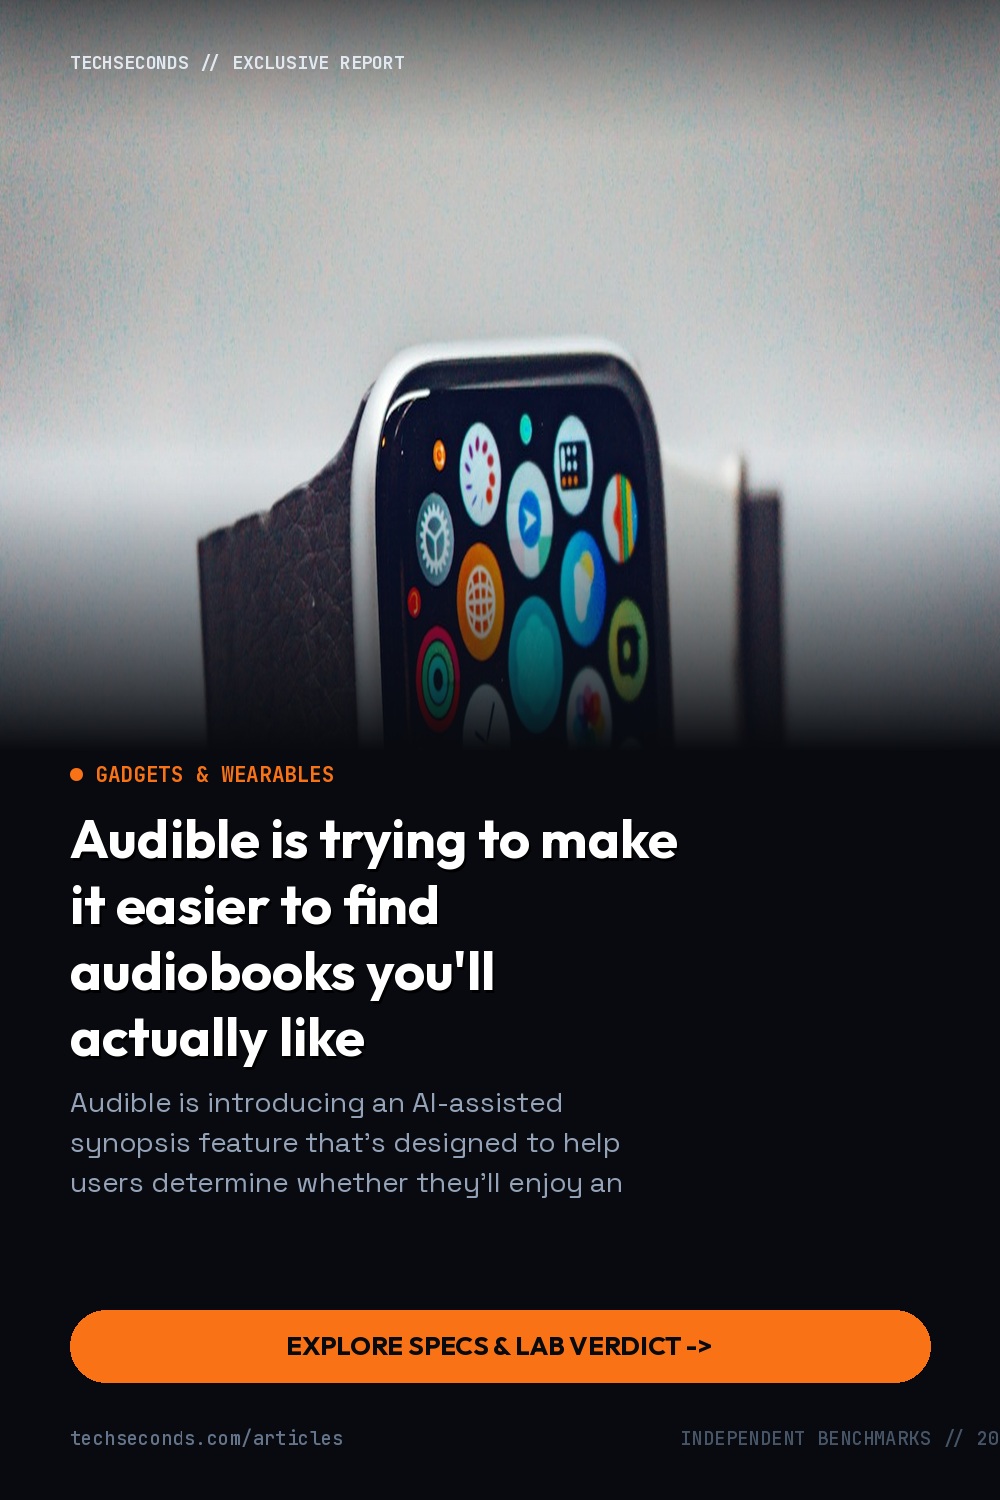 TECHSECONDS // EXCLUSIVE REPORT
GADGETS & WEARABLES
Audible is trying to make
it easier to find
audiobooks you'll
actually like
Audible is introducing an AI-assisted
synopsis feature that’s designed to help
users determine whether they’ll enjoy an
EXPLORE SPECS & LAB VERDICT ->
techseconds.com/articles
INDEPENDENT BENCHMARKS // 20